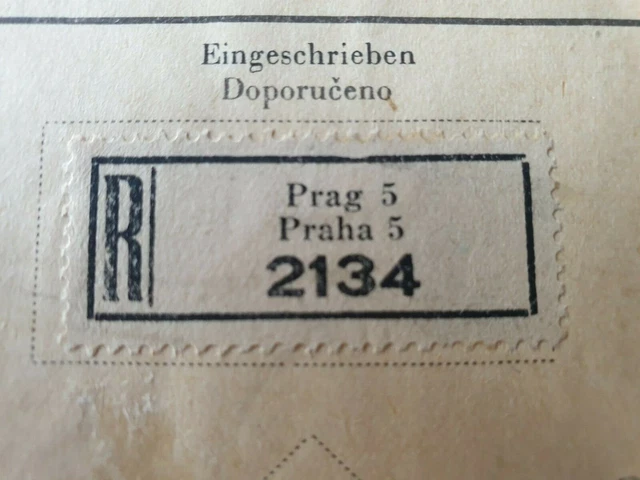 Eingeschrieben
Doporučeno
R
Prag 5
Praha 5
2134